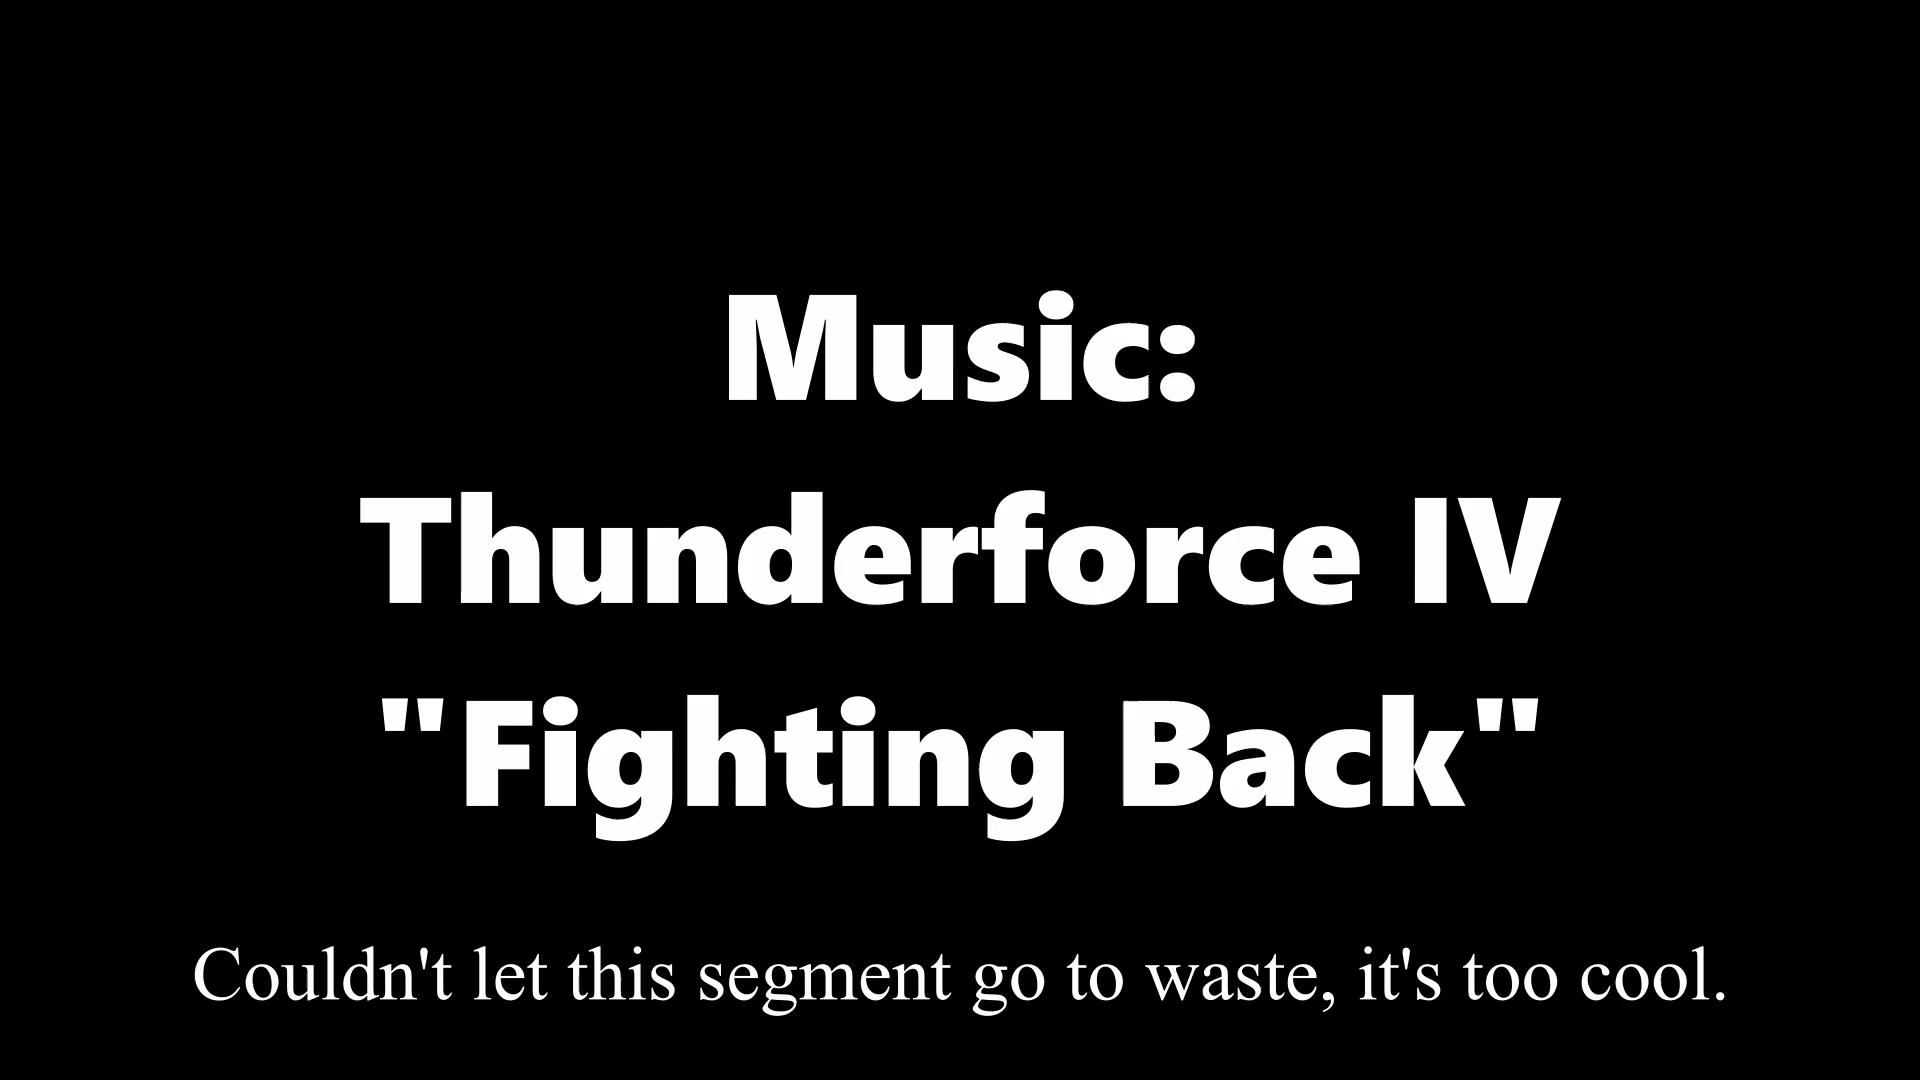 Music:
Thunderforce IV
"Fighting Back"
Couldn't let this segment go to waste, it's too cool.